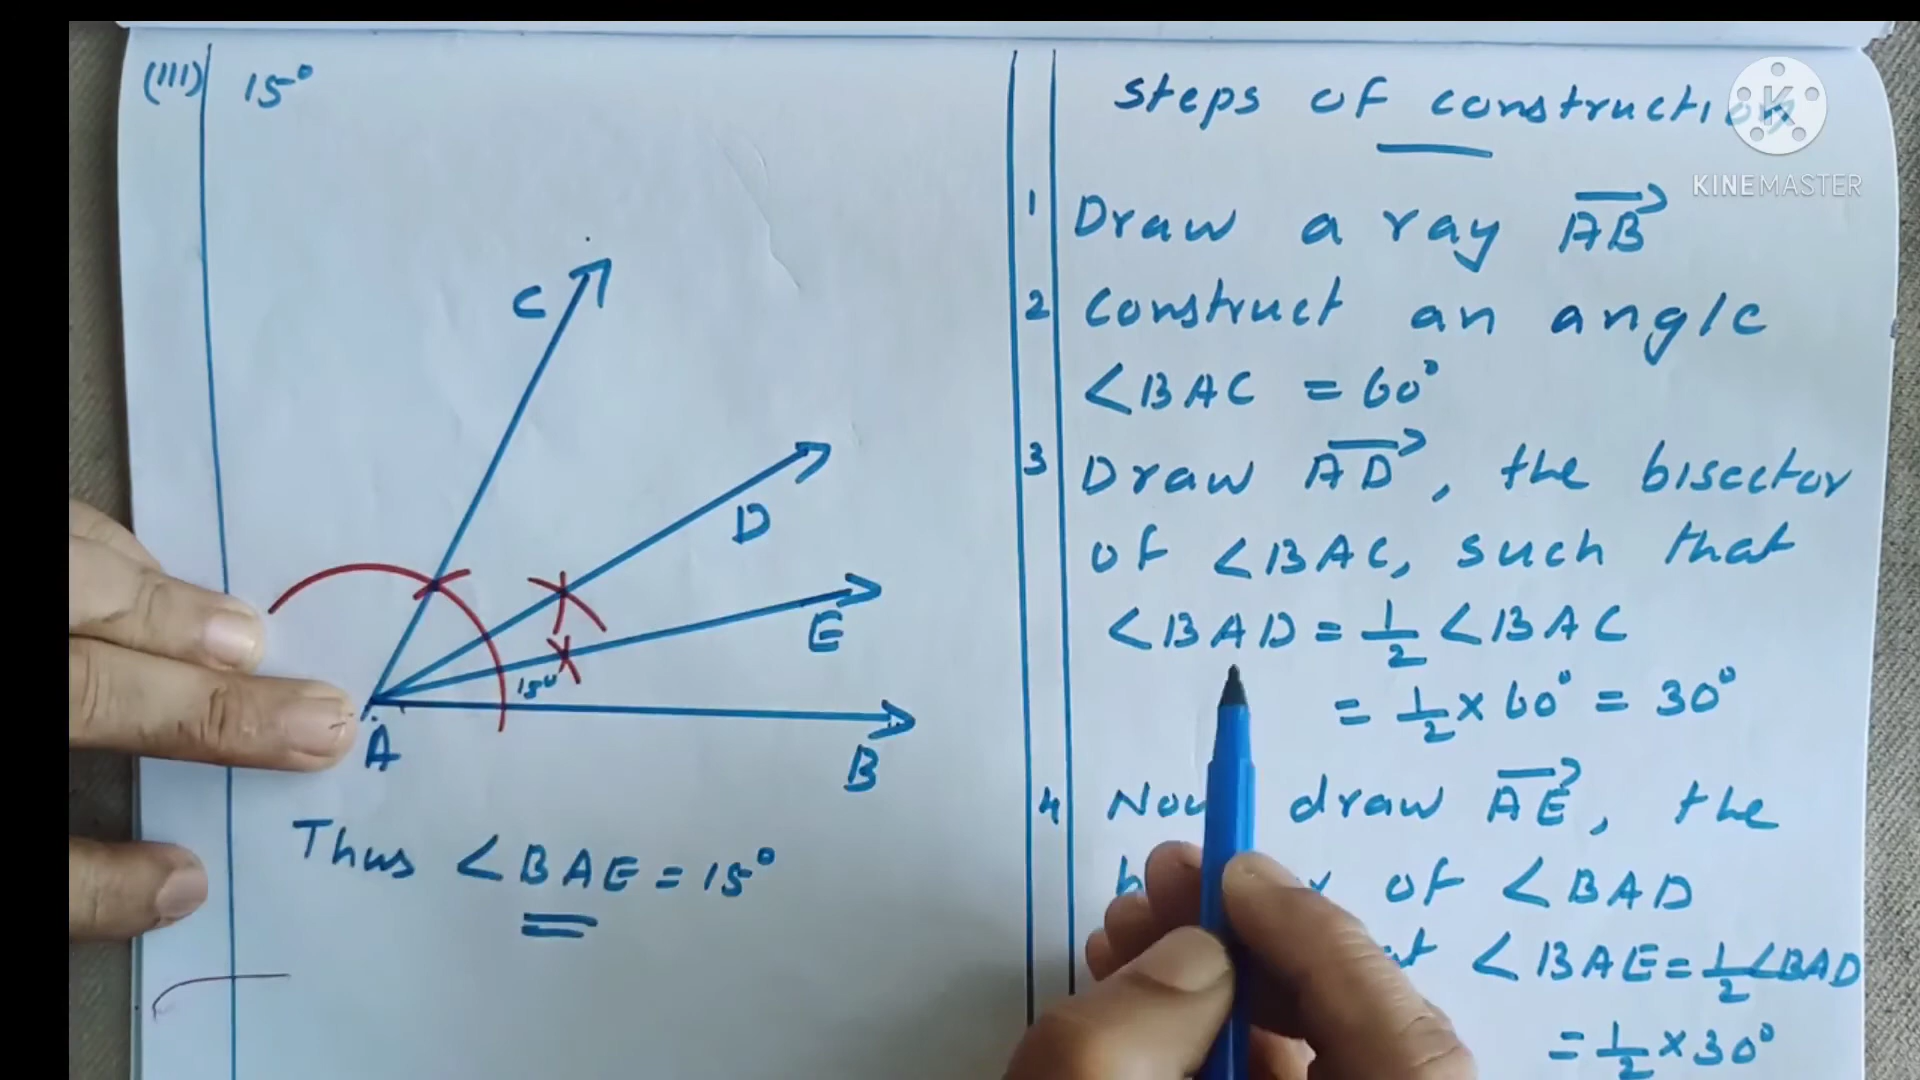 (iii) 15°
C
D
E
15°
A
B
Thus ∠BAE = 15°
steps of construction
KINEMASTER
1 Draw a ray AB
2 construct an angle
∠BAC = 60°
3 Draw AD, the bisector
of ∠BAC, such that
∠BAD = 1/2 ∠BAC
= 1/2 × 60° = 30°
4 Now draw AE, the
of ∠BAD
∠BAE = 1/2 ∠BAD
= 1/2 × 30°